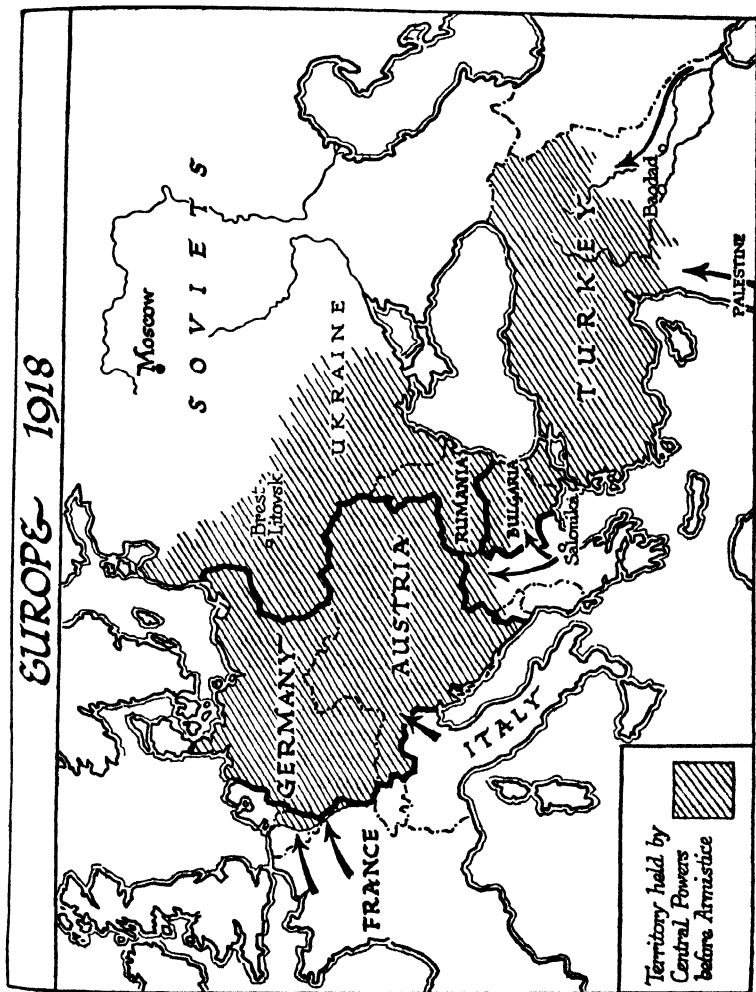 EUROPE 1918
Moscow
SOVIETS
UKRAINE
Brest
Litovsk
GERMANY
AUSTRIA
RUMANIA
BULGARIA
Salonika
TURKEY
Bagdad
PALESTINE
ITALY
FRANCE
Territory held by
Central Powers
before Armistice